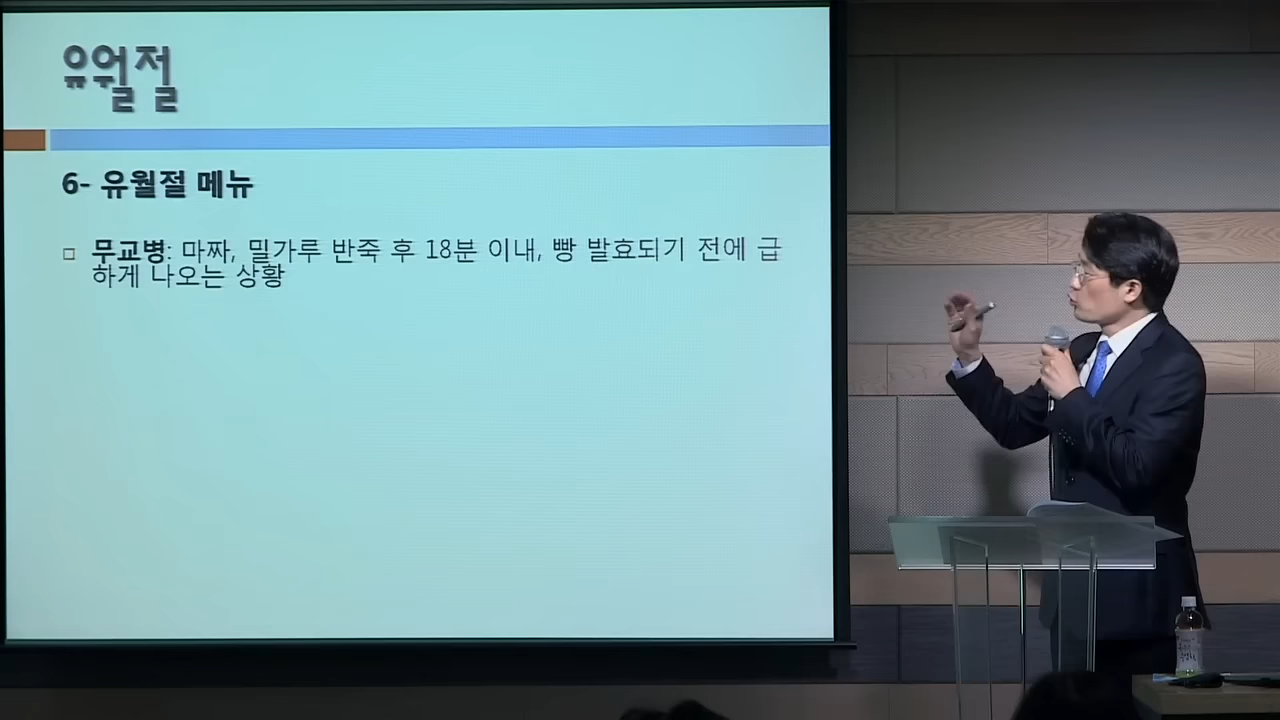 유월절
6- 유월절 메뉴
무교병: 마짜, 밀가루 반죽 후 18분 이내, 빵 발효되기 전에 급
하게 나오는 상황